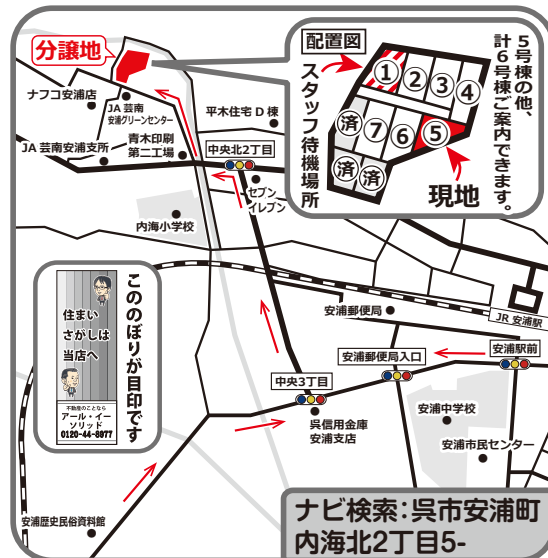 分譲地
ナフコ安浦店
JA芸南
安浦グリーンセンター
JA芸南安浦支所
青木印刷
第二工場
平木住宅D棟
中央北2丁目
セブン
イレブン
内海小学校
配置図
スタッフ待機場所
①
②
③
④
済
⑦
⑥
⑤
済
済
現地
5号棟の他、
計6号棟ご案内できます。
JR安浦駅
安浦郵便局
安浦郵便局入口
安浦駅前
中央3丁目
呉信用金庫
安浦支店
安浦中学校
安浦市民センター
安浦歴史民俗資料館
住まい
さがしは
当店へ
不動産のことなら
アール・イー
ソリッド
0120-44-8977
こののぼりが目印です
ナビ検索:呉市安浦町
内海北2丁目5-